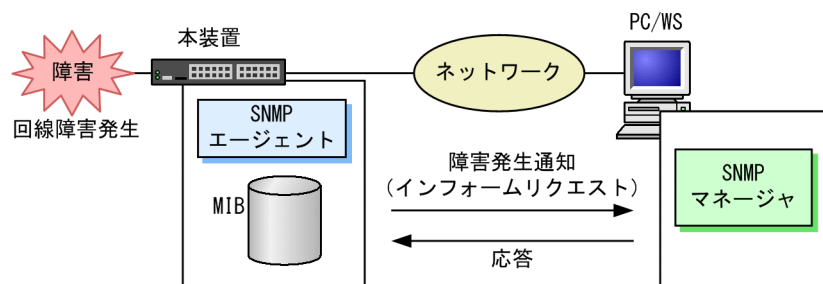 本装置
PC/WS
障害
ネットワーク
回線障害発生
SNMP
エージェント
MIB
障害発生通知
(インフォームリクエスト)
応答
SNMP
マネージャ